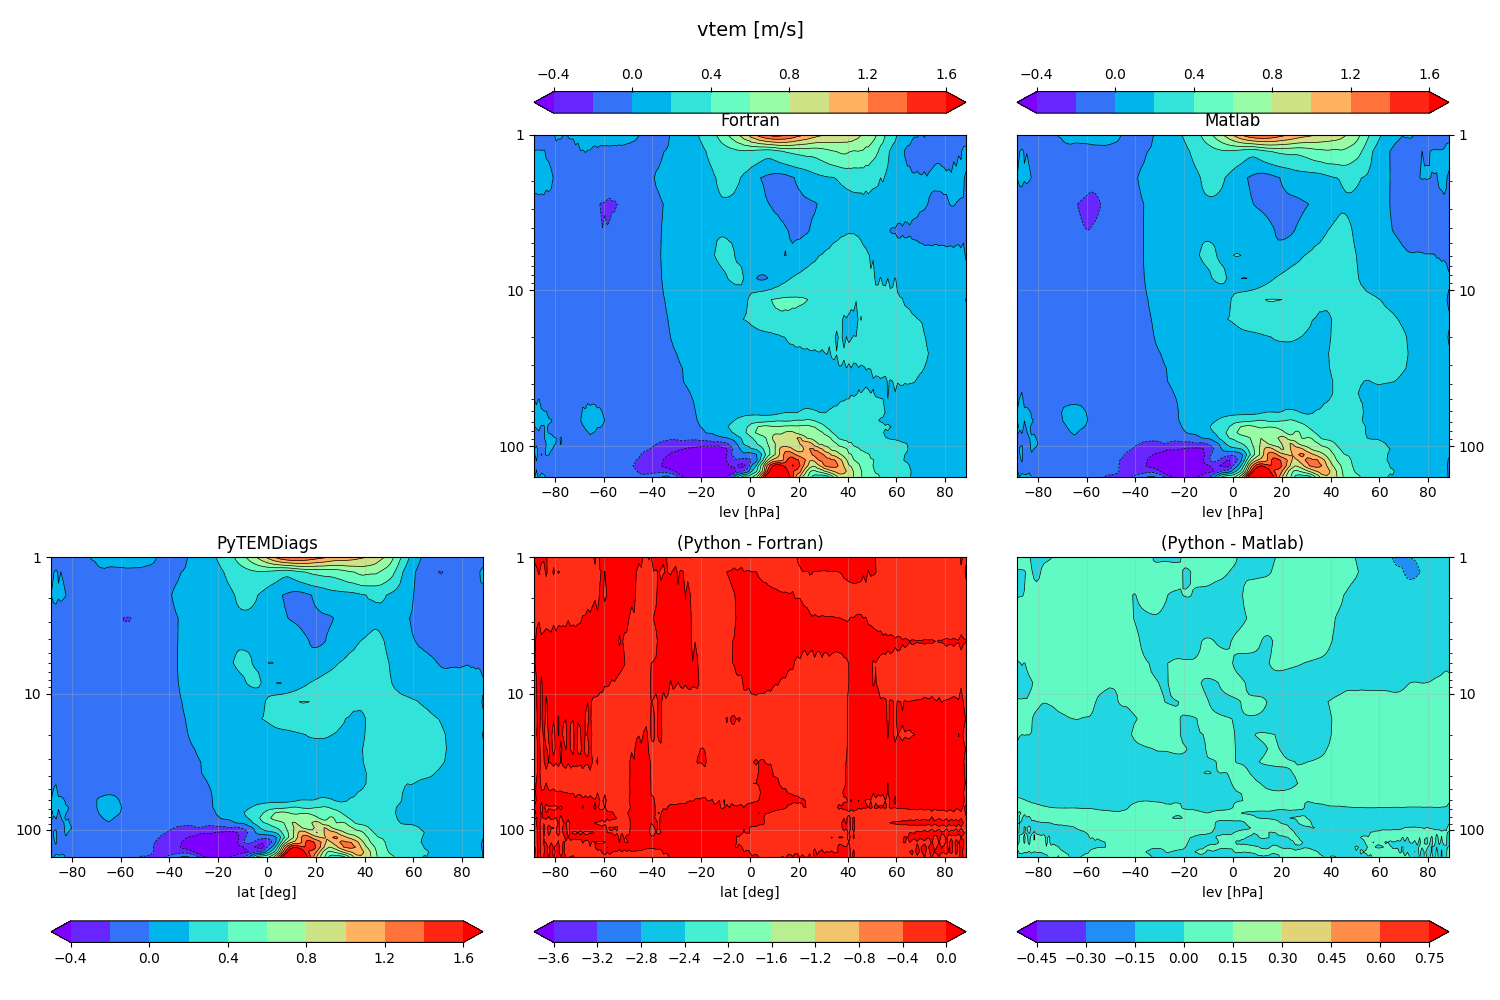 vtem [m/s]
−0.4 0.0 0.4 0.8 1.2 1.6
−0.4 0.0 0.4 0.8 1.2 1.6
Fortran
Matlab
1
10
100
−80 −60 −40 −20 0 20 40 60 80
lev [hPa]
1
10
100
−80 −60 −40 −20 0 20 40 60 80
lev [hPa]
PyTEMDiags
(Python - Fortran)
(Python - Matlab)
1
10
100
−80 −60 −40 −20 0 20 40 60 80
lat [deg]
1
10
100
−80 −60 −40 −20 0 20 40 60 80
lat [deg]
1
10
100
−80 −60 −40 −20 0 20 40 60 80
lev [hPa]
−0.4 0.0 0.4 0.8 1.2 1.6
−3.6 −3.2 −2.8 −2.4 −2.0 −1.6 −1.2 −0.8 −0.4 0.0
−0.45 −0.30 −0.15 0.00 0.15 0.30 0.45 0.60 0.75